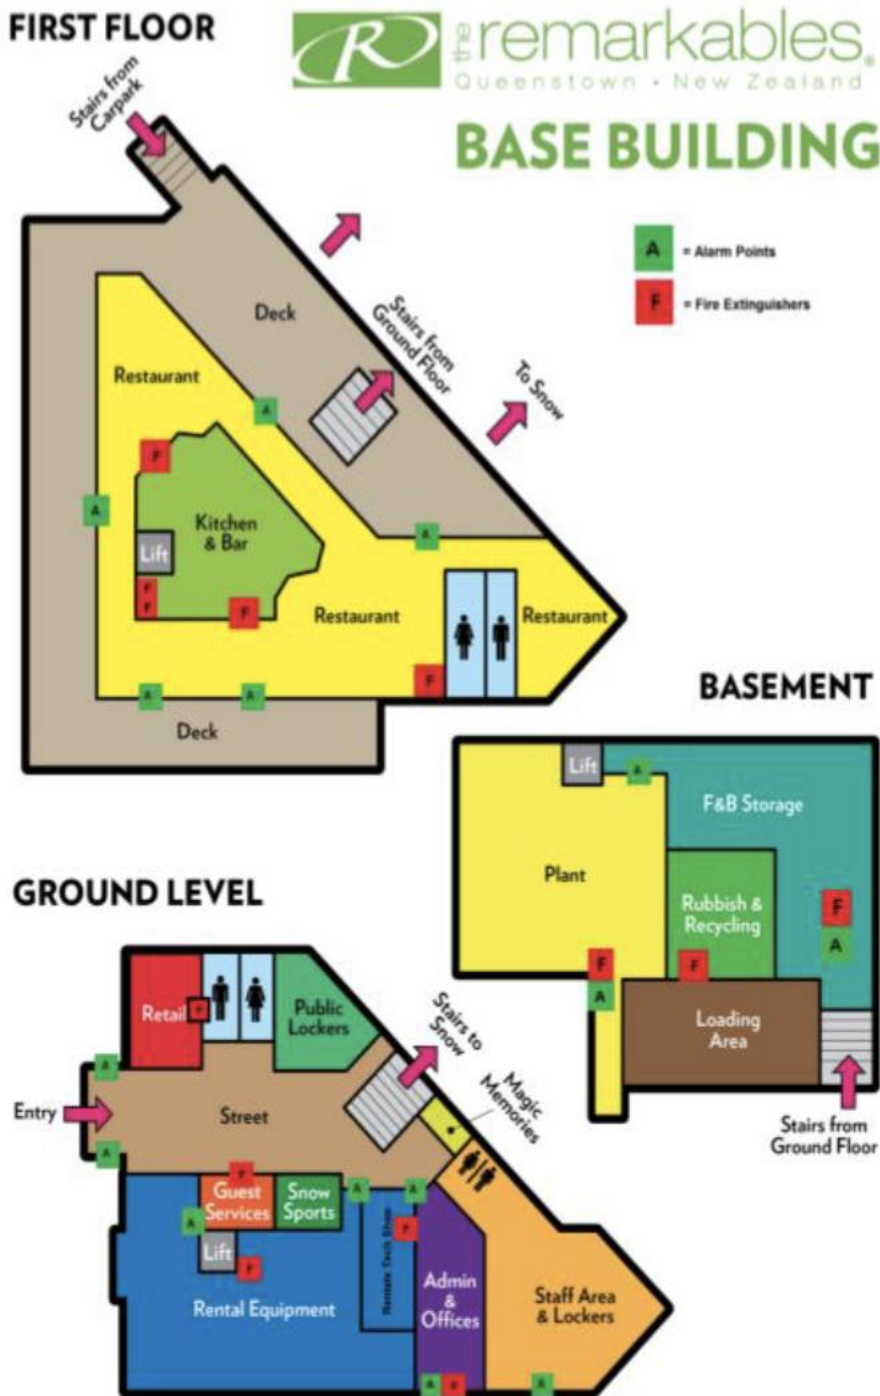 FIRST FLOOR
the remarkables®
Queenstown • New Zealand
BASE BUILDING
Stairs from
Carpark
A = Alarm Points
F = Fire Extinguishers
Deck
Stairs from
Ground Floor
To Snow
Restaurant
A
F
A
Kitchen
& Bar
Lift
A
F
F
F
Restaurant
Restaurant
F
A
A
Deck
BASEMENT
Lift
A
F&B Storage
Plant
Rubbish &
Recycling
F
A
F
F
A
Loading
Area
Stairs from
Ground Floor
GROUND LEVEL
Retail
F
Public
Lockers
Stairs to
Snow
Magic
Memories
A
Entry
Street
A
F
Guest
Services
Snow
Sports
A
A
A
F
Lift
F
Rentals Tech Shop
Rental Equipment
Admin
&
Offices
Staff Area
& Lockers
A
F
A